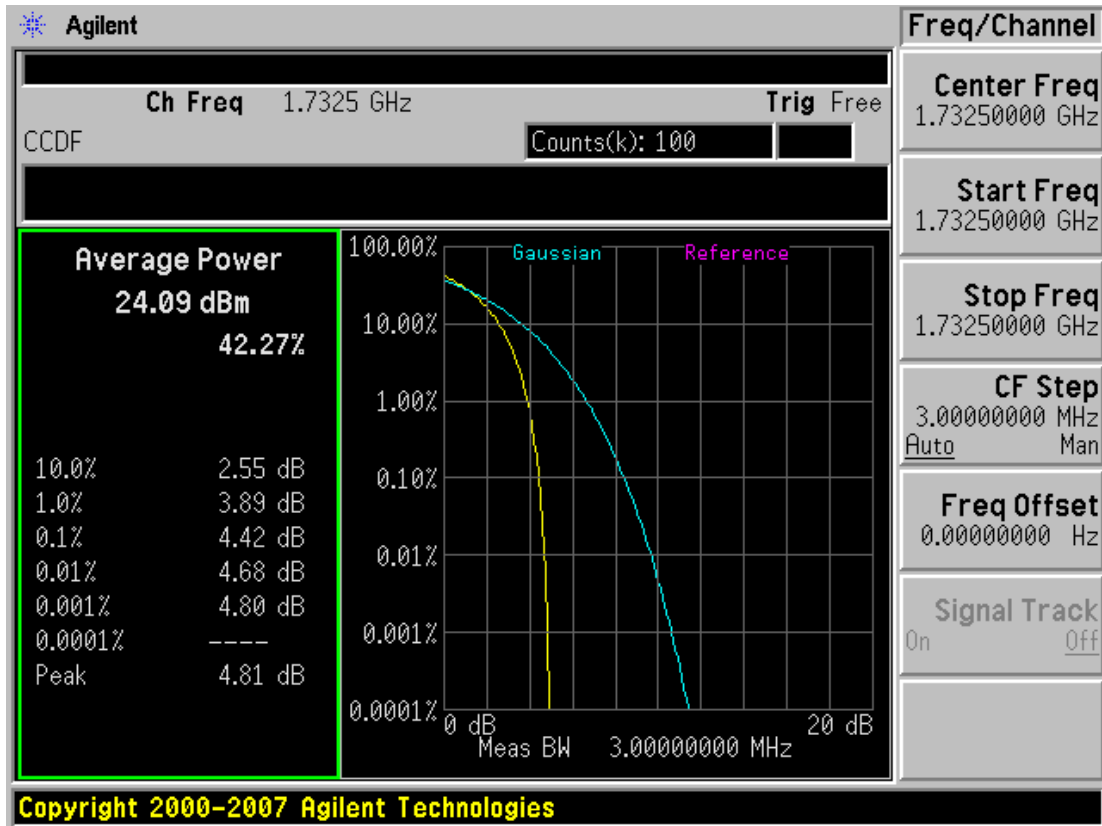 Agilent
Freq/Channel
Ch Freq 1.7325 GHz Trig Free
CCDF Counts(k): 100
Average Power
24.09 dBm
42.27%
10.0% 2.55 dB
1.0% 3.89 dB
0.1% 4.42 dB
0.01% 4.68 dB
0.001% 4.80 dB
0.0001% ----
Peak 4.81 dB
Gaussian Reference
100.00%
10.00%
1.00%
0.10%
0.01%
0.001%
0.0001%
0 dB 20 dB
Meas BW 3.00000000 MHz
Center Freq
1.73250000 GHz
Start Freq
1.73250000 GHz
Stop Freq
1.73250000 GHz
CF Step
3.00000000 MHz
Auto Man
Freq Offset
0.00000000 Hz
Signal Track
On Off
Copyright 2000-2007 Agilent Technologies